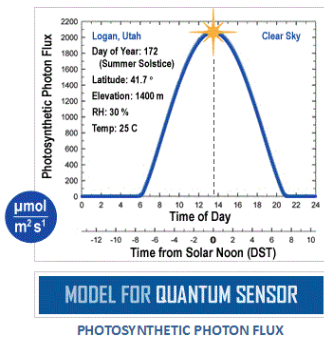 2200
2000
1800
1600
1400
1200
1000
800
600
400
200
0
Photosynthetic Photon Flux
Logan, Utah
Clear Sky
Day of Year: 172
(Summer Solstice)
Latitude: 41.7 °
Elevation: 1400 m
RH: 30 %
Temp: 25 C
µmol
m² s¹
0 2 4 6 8 10 12 14 16 18 20 22 24
Time of Day
-12 -10 -8 -6 -4 -2 0 2 4 6 8 10
Time from Solar Noon (DST)
MODEL FOR QUANTUM SENSOR
PHOTOSYNTHETIC PHOTON FLUX